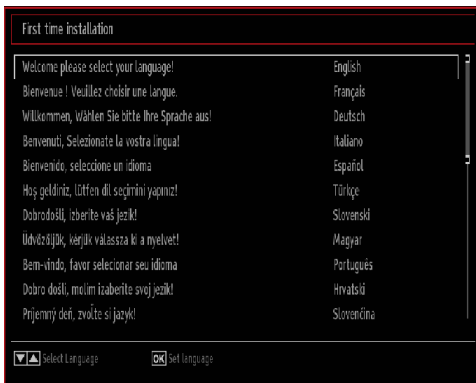 First time installation
Welcome please select your language! English
Bienvenue ! Veuillez choisir une langue. Français
Willkommen, Wählen Sie bitte Ihre Sprache aus! Deutsch
Benvenuti, Selezionate la vostra lingua! Italiano
Bienvenido, seleccione un idioma Español
Hoş geldiniz, lütfen dil seçimini yapınız! Türkçe
Dobrodošli, izberite vaš jezik! Slovenski
Üdvözöljük, kérjük válassza ki a nyelvet! Magyar
Bem-vindo, favor selecionar seu idioma Português
Dobro došli, molim izaberite svoj jezik! Hrvatski
Príjemný deň, zvoľte si jazyk! Slovenčina
Select Language OK Set language